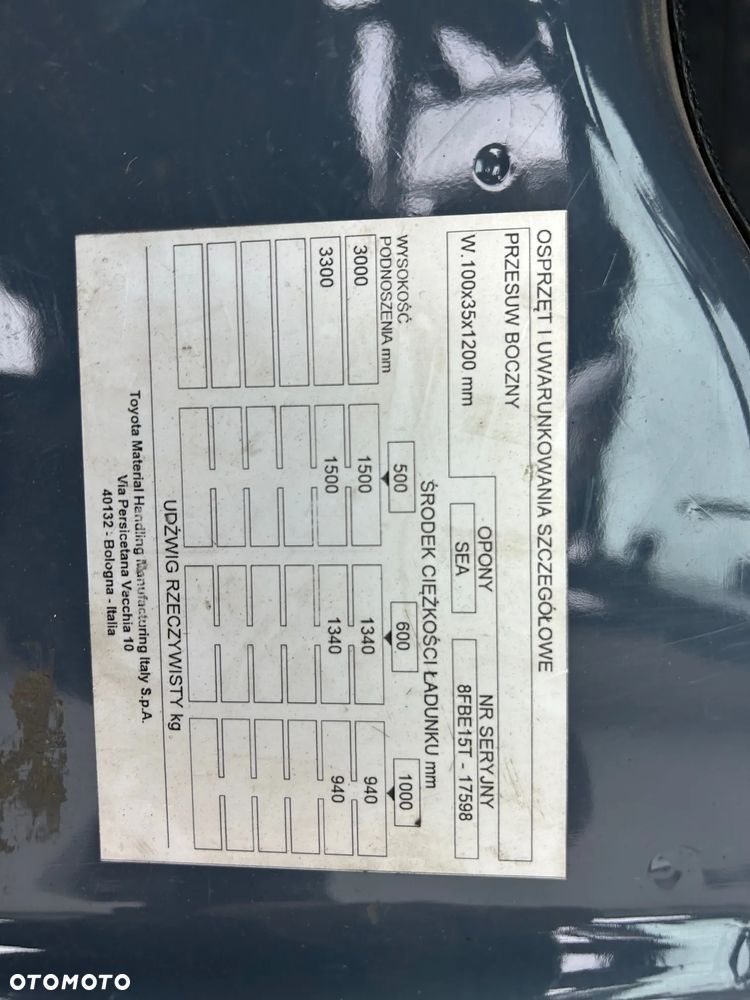 OSPRZĘT I UWARUNKOWANIA SZCZEGÓŁOWE
PRZESUW BOCZNY
W.100x35x1200 mm
OPONY
SEA
NR SERYJNY
8FBE15T - 17598
ŚRODEK CIĘŻKOŚCI ŁADUNKU mm
WYSOKOŚĆ
PODNOSZENIA mm
500 600 1000
3000 1500 1340 940
3300 1500 1340 940
UDŹWIG RZECZYWISTY kg
Toyota Material Handling Manufacturing Italy S.p.A.
Via Persicetana Vecchia 10
40132 - Bologna - Italia
OTOMOTO